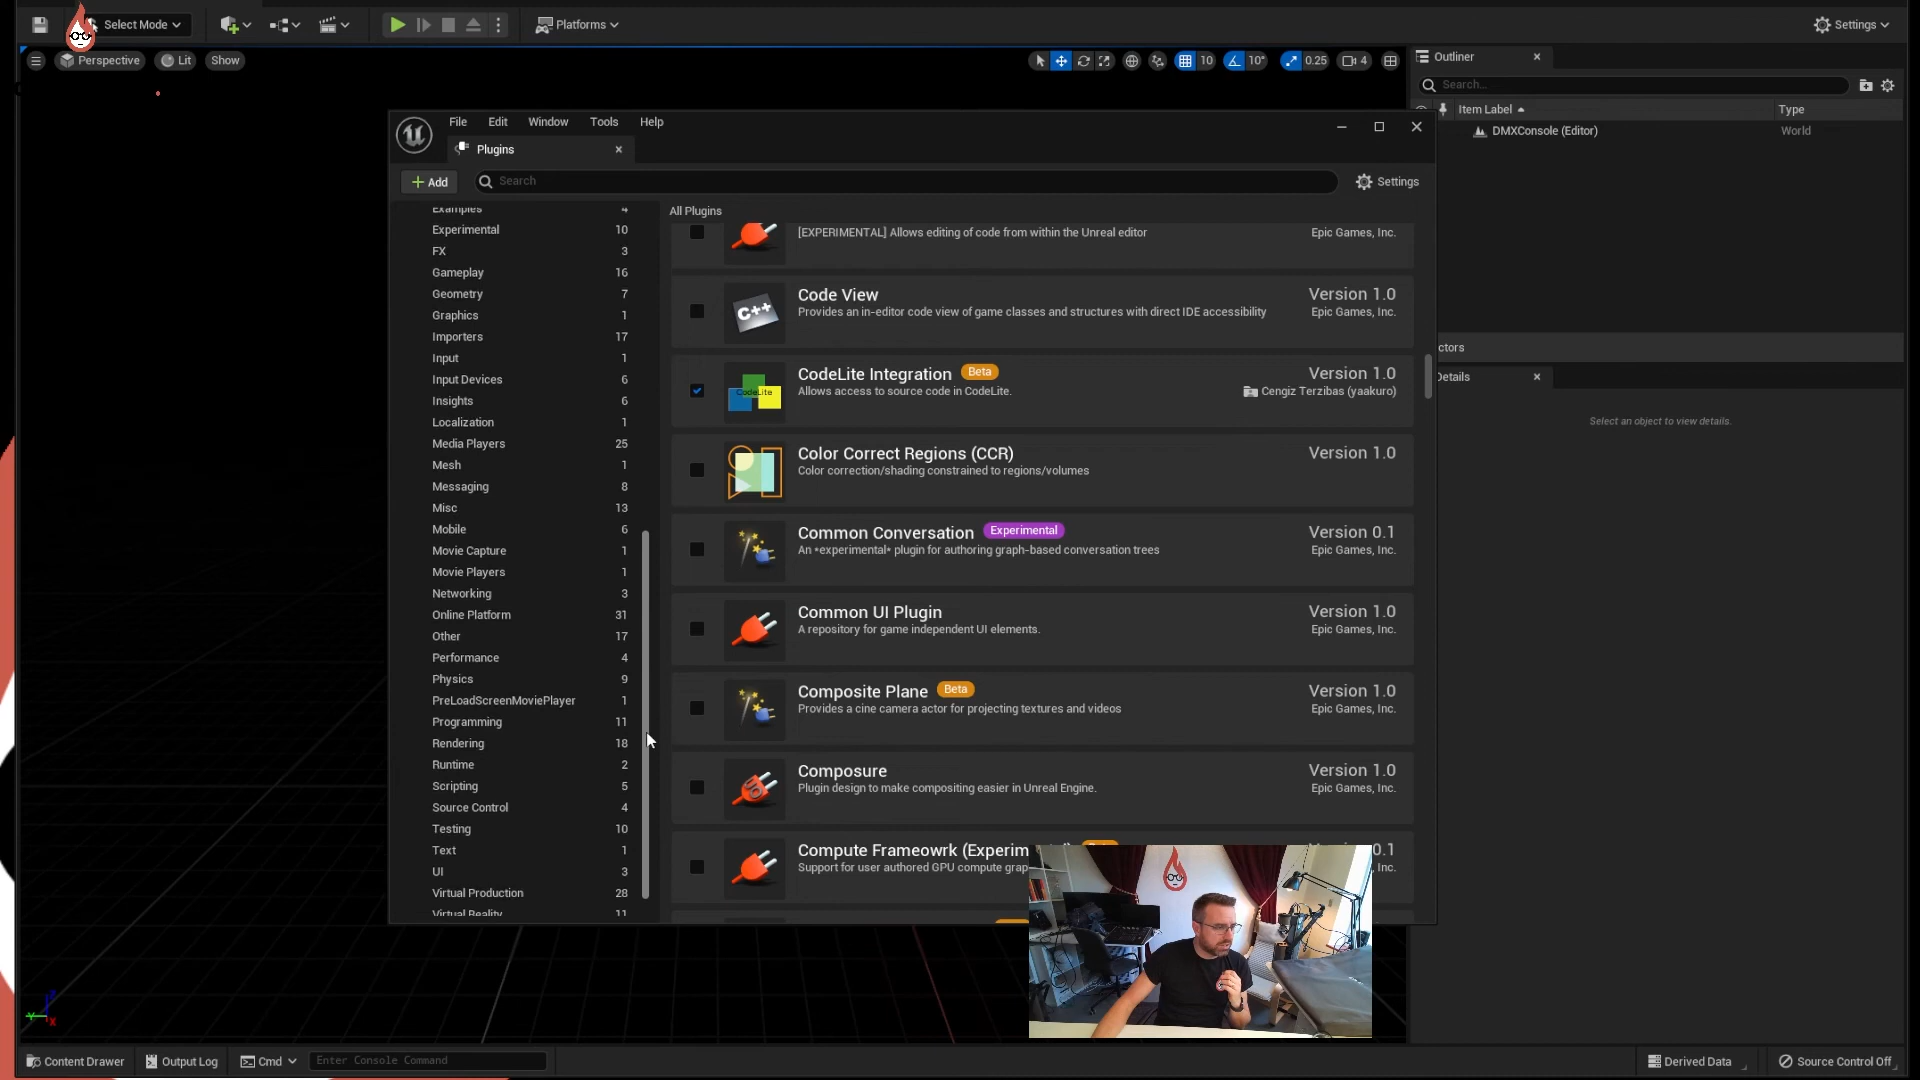 Select Mode
Platforms
Settings
Perspective
Lit
Show
10
10°
0.25
4
Outliner
Search...
Item Label
Type
DMXConsole (Editor)
World
File
Edit
Window
Tools
Help
Plugins
Add
Search
Settings
Examples 4
Experimental 10
FX 3
Gameplay 16
Geometry 7
Graphics 1
Importers 17
Input 1
Input Devices 6
Insights 6
Localization 1
Media Players 25
Mesh 1
Messaging 8
Misc 13
Mobile 6
Movie Capture 1
Movie Players 1
Networking 3
Online Platform 31
Other 17
Performance 4
Physics 9
PreLoadScreenMoviePlayer 1
Programming 11
Rendering 18
Runtime 2
Scripting 5
Source Control 4
Testing 10
Text 1
UI 3
Virtual Production 28
Virtual Reality 11
All Plugins
[EXPERIMENTAL] Allows editing of code from within the Unreal editor
Epic Games, Inc.
C++
Code View
Version 1.0
Provides an in-editor code view of game classes and structures with direct IDE accessibility
Epic Games, Inc.
CodeLite
CodeLite Integration Beta
Version 1.0
Allows access to source code in CodeLite.
Cengiz Terzibas (yaakuro)
Color Correct Regions (CCR)
Version 1.0
Color correction/shading constrained to regions/volumes
Common Conversation Experimental
Version 0.1
An *experimental* plugin for authoring graph-based conversation trees
Epic Games, Inc.
Common UI Plugin
Version 1.0
A repository for game independent UI elements.
Epic Games, Inc.
Composite Plane Beta
Version 1.0
Provides a cine camera actor for projecting textures and videos
Epic Games, Inc.
Composure
Version 1.0
Plugin design to make compositing easier in Unreal Engine.
Epic Games, Inc.
Compute Frameowrk (Experim
0.1
Support for user authored GPU compute grap
Inc.
ctors
Details
Select an object to view details.
Content Drawer
Output Log
Cmd
Enter Console Command
Derived Data
Source Control Off